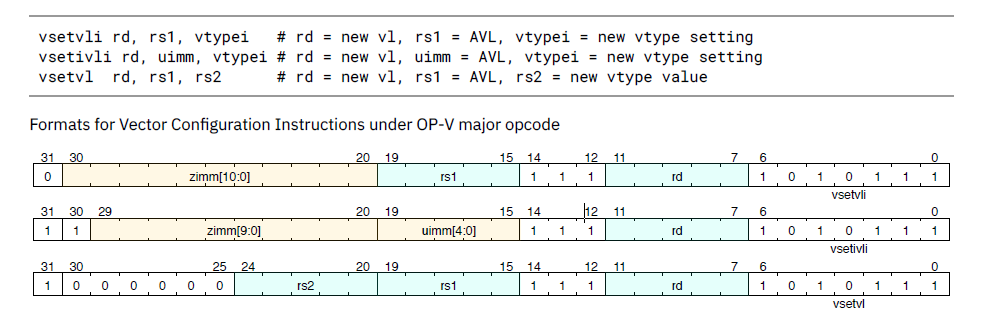 vsetvli rd, rs1, vtypei # rd = new vl, rs1 = AVL, vtypei = new vtype setting
vsetivli rd, uimm, vtypei # rd = new vl, uimm = AVL, vtypei = new vtype setting
vsetvl rd, rs1, rs2 # rd = new vl, rs1 = AVL, rs2 = new vtype value
Formats for Vector Configuration Instructions under OP-V major opcode
31 30 20 19 15 14 12 11 7 6 0
0 zimm[10:0] rs1 1 1 1 rd 1 0 1 0 1 1 1
vsetvli
31 30 29 20 19 15 14 12 11 7 6 0
1 1 zimm[9:0] uimm[4:0] 1 1 1 rd 1 0 1 0 1 1 1
vsetivli
31 30 25 24 20 19 15 14 12 11 7 6 0
1 0 0 0 0 0 0 rs2 rs1 1 1 1 rd 1 0 1 0 1 1 1
vsetvl